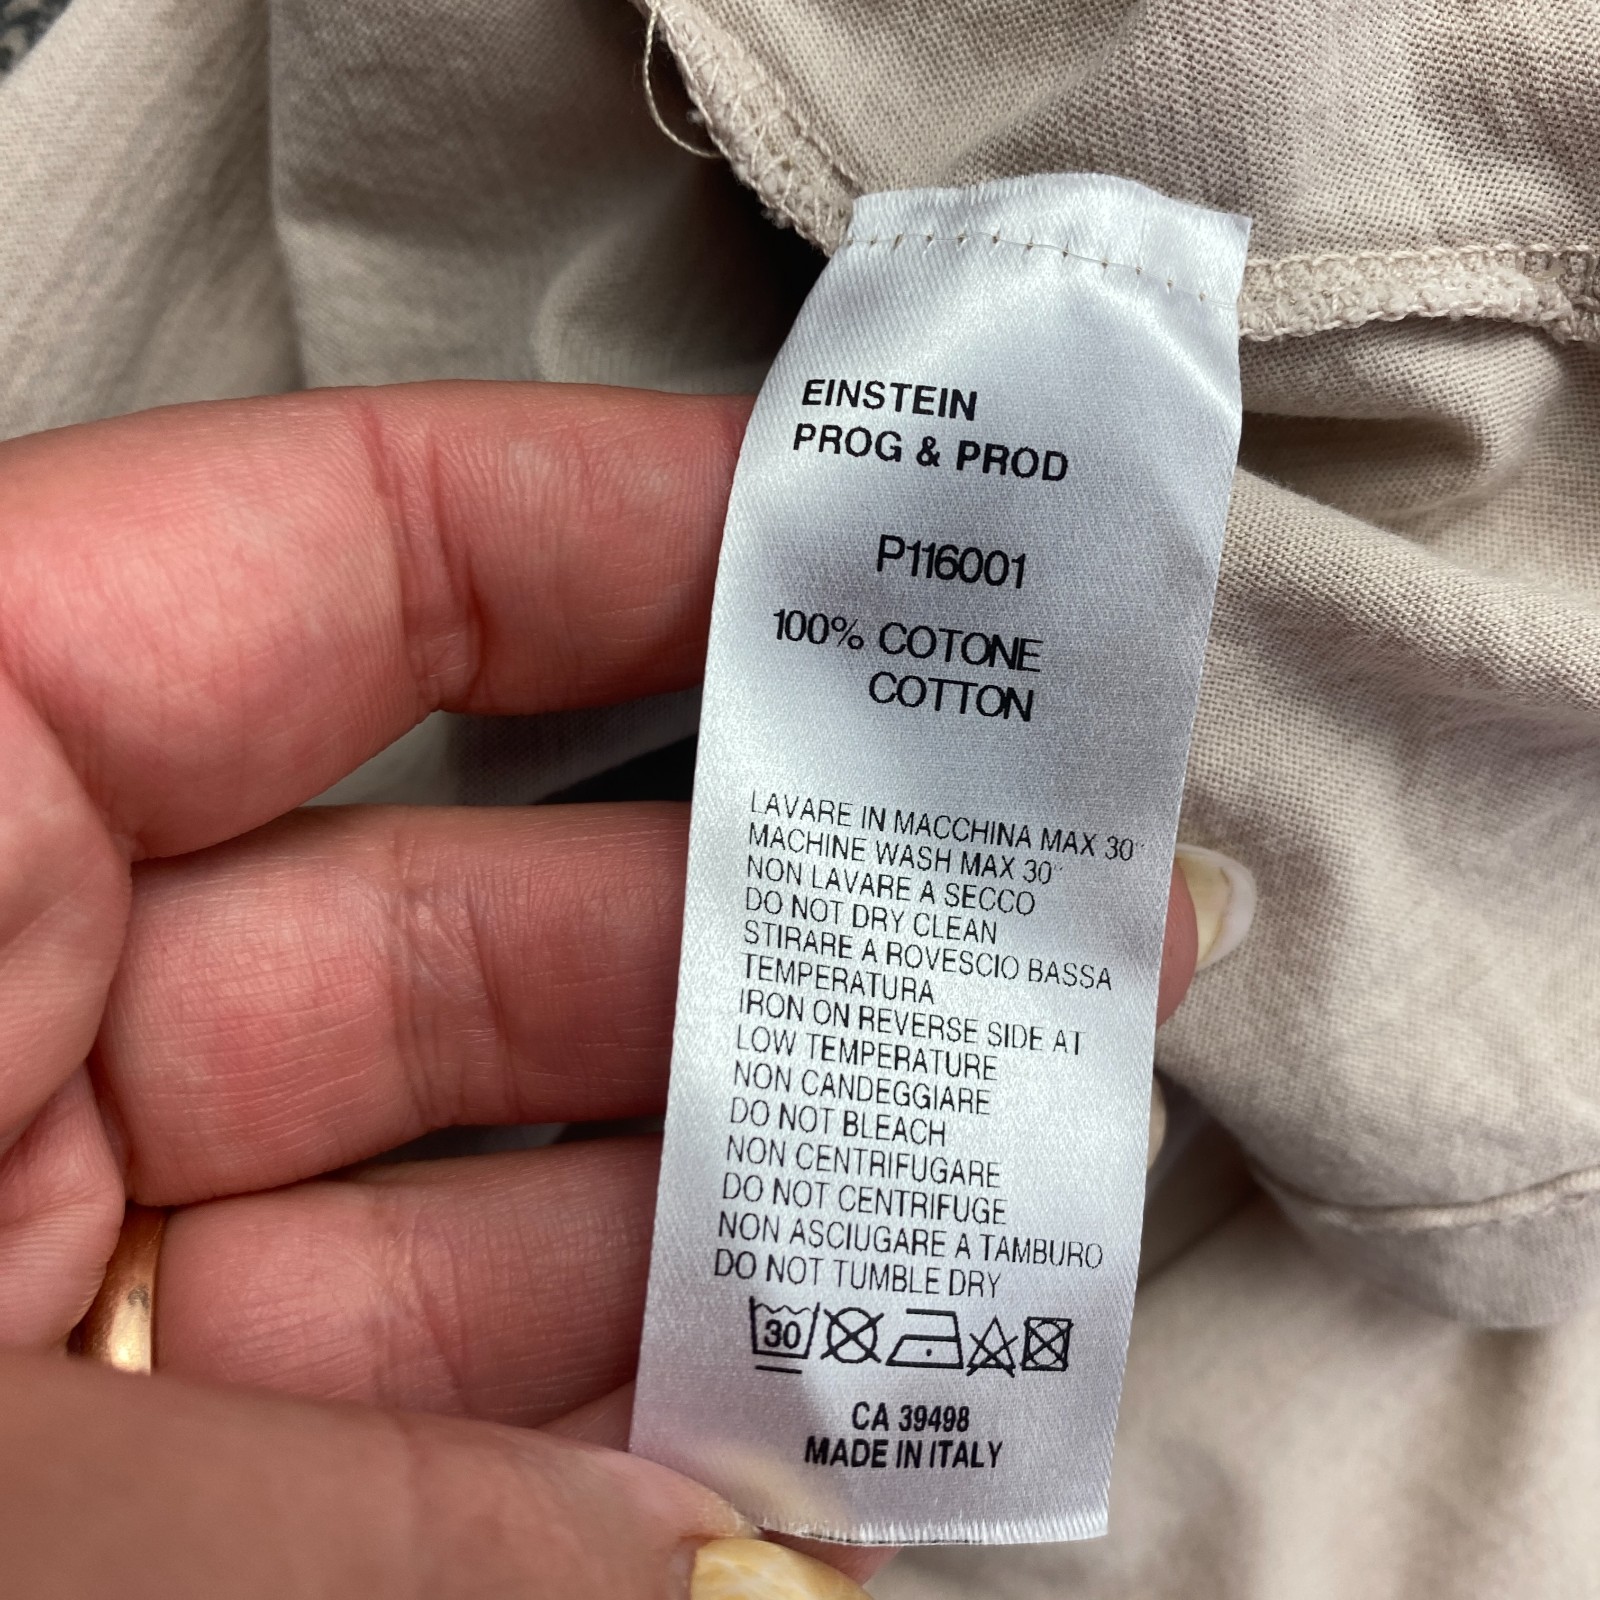 EINSTEIN
PROG & PROD
P116001
100% COTONE
COTTON
LAVARE IN MACCHINA MAX 30°
MACHINE WASH MAX 30°
NON LAVARE A SECCO
DO NOT DRY CLEAN
STIRARE A ROVESCIO BASSA
TEMPERATURA
IRON ON REVERSE SIDE AT
LOW TEMPERATURE
NON CANDEGGIARE
DO NOT BLEACH
NON CENTRIFUGARE
DO NOT CENTRIFUGE
NON ASCIUGARE A TAMBURO
DO NOT TUMBLE DRY
30
CA 39498
MADE IN ITALY